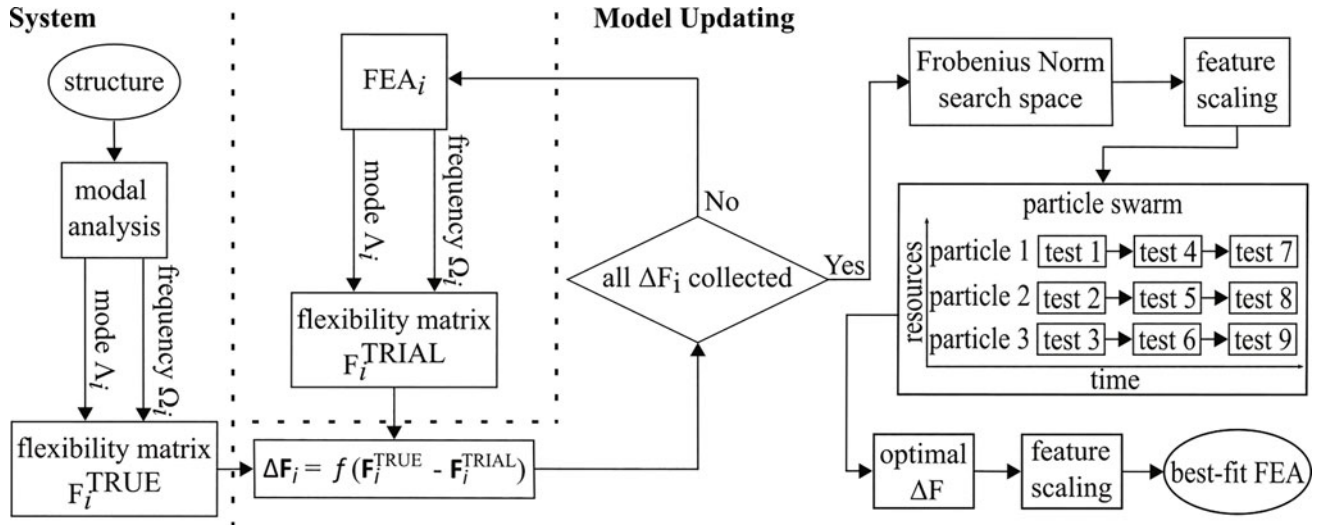 System
structure
modal
analysis
mode Λi
frequency Ωi
flexibility matrix
FiTRUE
FEAi
mode Λi
frequency Ωi
flexibility matrix
FiTRIAL
ΔFi = f(FiTRUE - FiTRIAL)
Model Updating
No
all ΔFi collected
Yes
Frobenius Norm
search space
feature
scaling
particle swarm
resources
particle 1 test 1 test 4 test 7
particle 2 test 2 test 5 test 8
particle 3 test 3 test 6 test 9
time
optimal
ΔF
feature
scaling
best-fit FEA